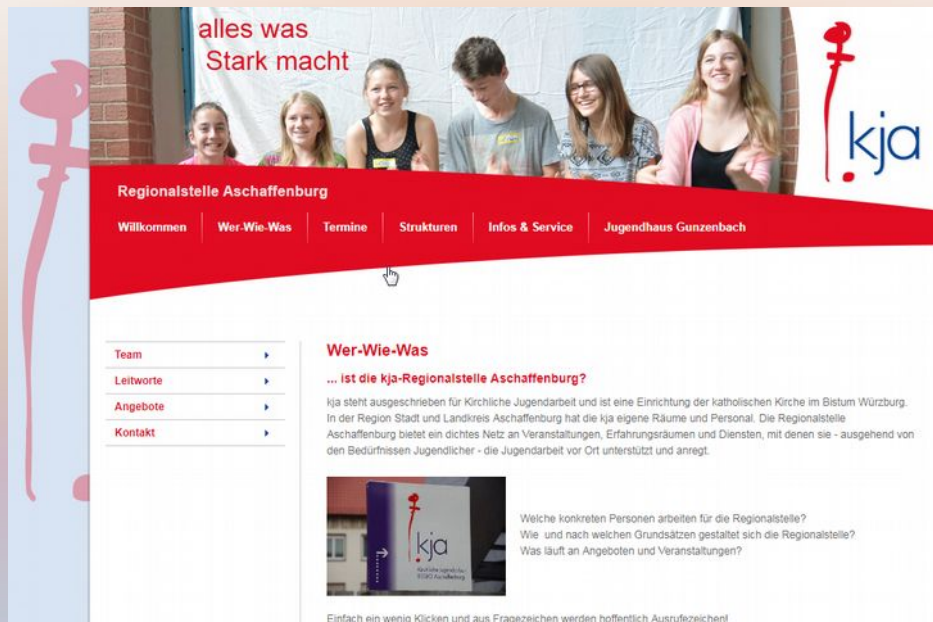 alles was
Stark macht
kja
Regionalstelle Aschaffenburg
Willkommen
Wer-Wie-Was
Termine
Strukturen
Infos & Service
Jugendhaus Gunzenbach
Team
Leitworte
Angebote
Kontakt
Wer-Wie-Was
... ist die kja-Regionalstelle Aschaffenburg?
kja steht ausgeschrieben für Kirchliche Jugendarbeit und ist eine Einrichtung der katholischen Kirche im Bistum Würzburg.
In der Region Stadt und Landkreis Aschaffenburg hat die kja eigene Räume und Personal. Die Regionalstelle
Aschaffenburg bietet ein dichtes Netz an Veranstaltungen, Erfahrungsräumen und Diensten, mit denen sie - ausgehend von
den Bedürfnissen Jugendlicher - die Jugendarbeit vor Ort unterstützt und anregt.
kja
Welche konkreten Personen arbeiten für die Regionalstelle?
Wie und nach welchen Grundsätzen gestaltet sich die Regionalstelle?
Was läuft an Angeboten und Veranstaltungen?
Einfach ein wenig Klicken und aus Fragezeichen werden hoffentlich Ausrufezeichen!